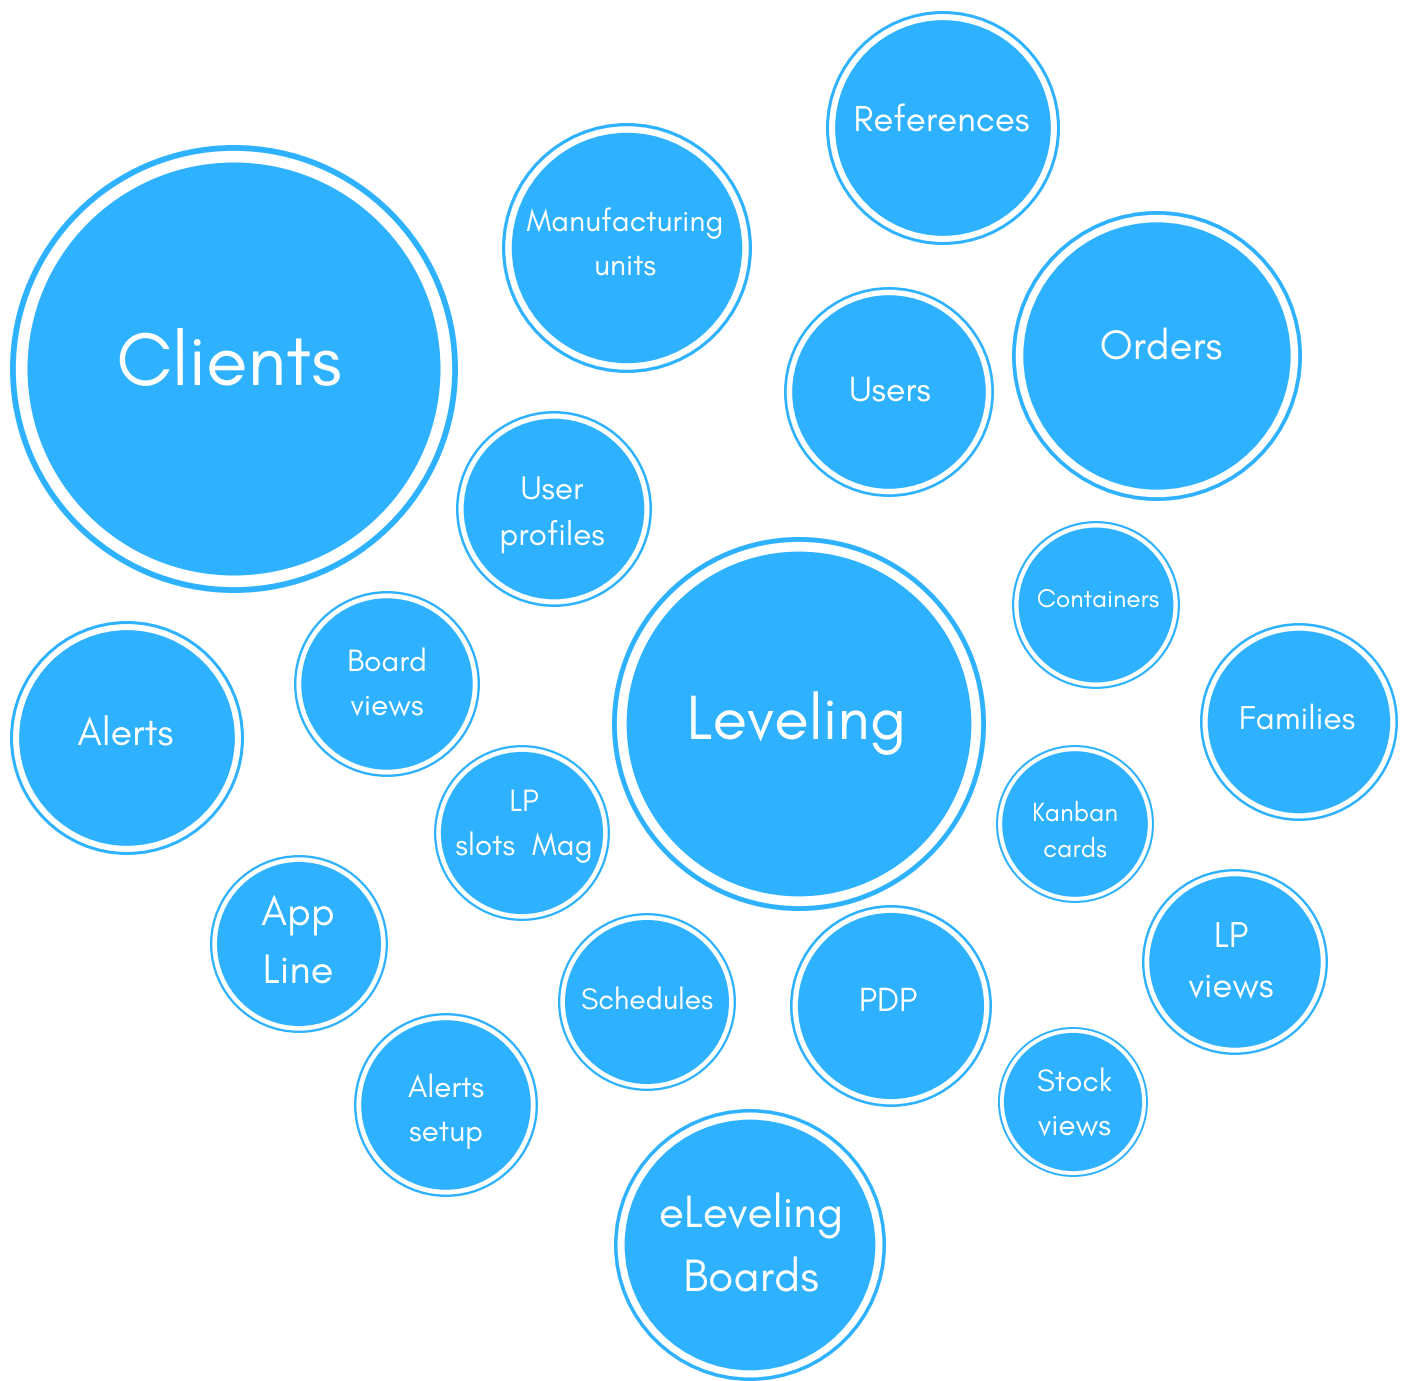 References
Manufacturing
units
Clients
Orders
Users
User
profiles
Containers
Board
views
Leveling
Families
Alerts
LP
slots Mag
Kanban
cards
App
Line
LP
views
Schedules
PDP
Alerts
setup
Stock
views
eLeveling
Boards